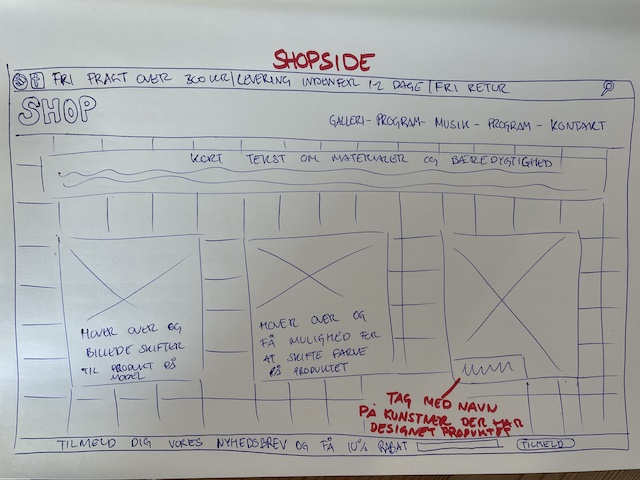 SHOPSIDE
FRI FRAGT OVER 300 KR | LEVERING INDENFOR 1-2 DAGE | FRI RETUR
SHOP
GALLERI - PROGRAM - MUSIK - PROGRAM - KONTAKT
KORT TEKST OM MATERIALER OG BÆREDYGTIGHED
HOVER OVER OG
BILLEDE SKIFTER
TIL PRODUKT PÅ
MODEL
HOVER OVER OG
FÅ MULIGHED FOR
AT SKIFTE FARVE
PÅ PRODUKTET
TAG MED NAVN
PÅ KUNSTNER DER HAR
DESIGNET PRODUKTET
TILMELD DIG VORES NYHEDSBREV OG FÅ 10% RABAT TILMELD